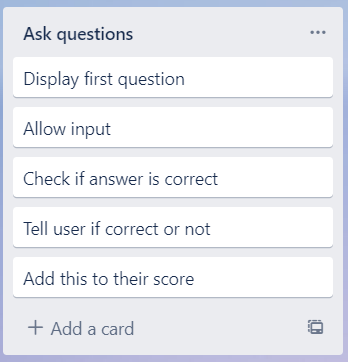 Ask questions
Display first question
Allow input
Check if answer is correct
Tell user if correct or not
Add this to their score
Add a card